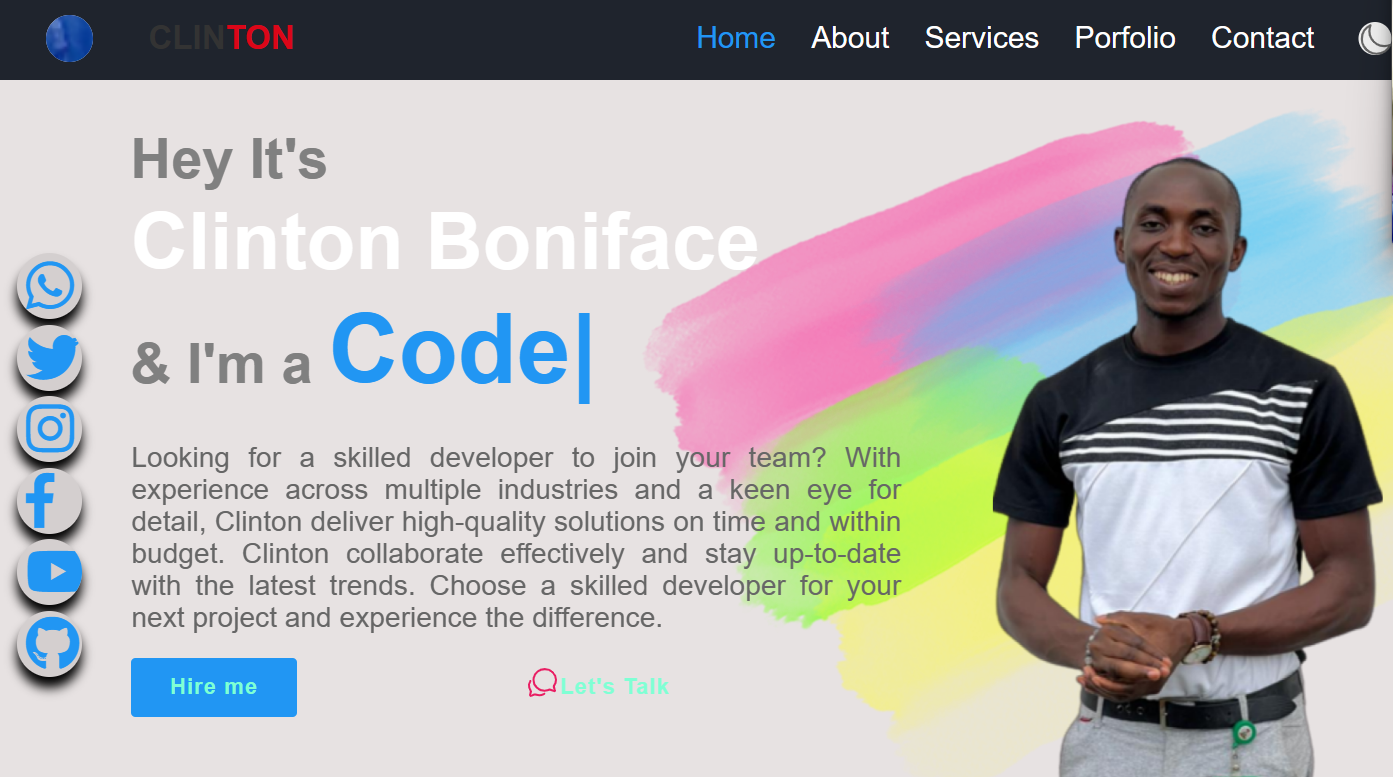 CLINTON
Home About Services Porfolio Contact
Hey It's
Clinton Boniface
& I'm a Code|
Looking for a skilled developer to join your team? With
experience across multiple industries and a keen eye for
detail, Clinton deliver high-quality solutions on time and within
budget. Clinton collaborate effectively and stay up-to-date
with the latest trends. Choose a skilled developer for your
next project and experience the difference.
Hire me
Let's Talk